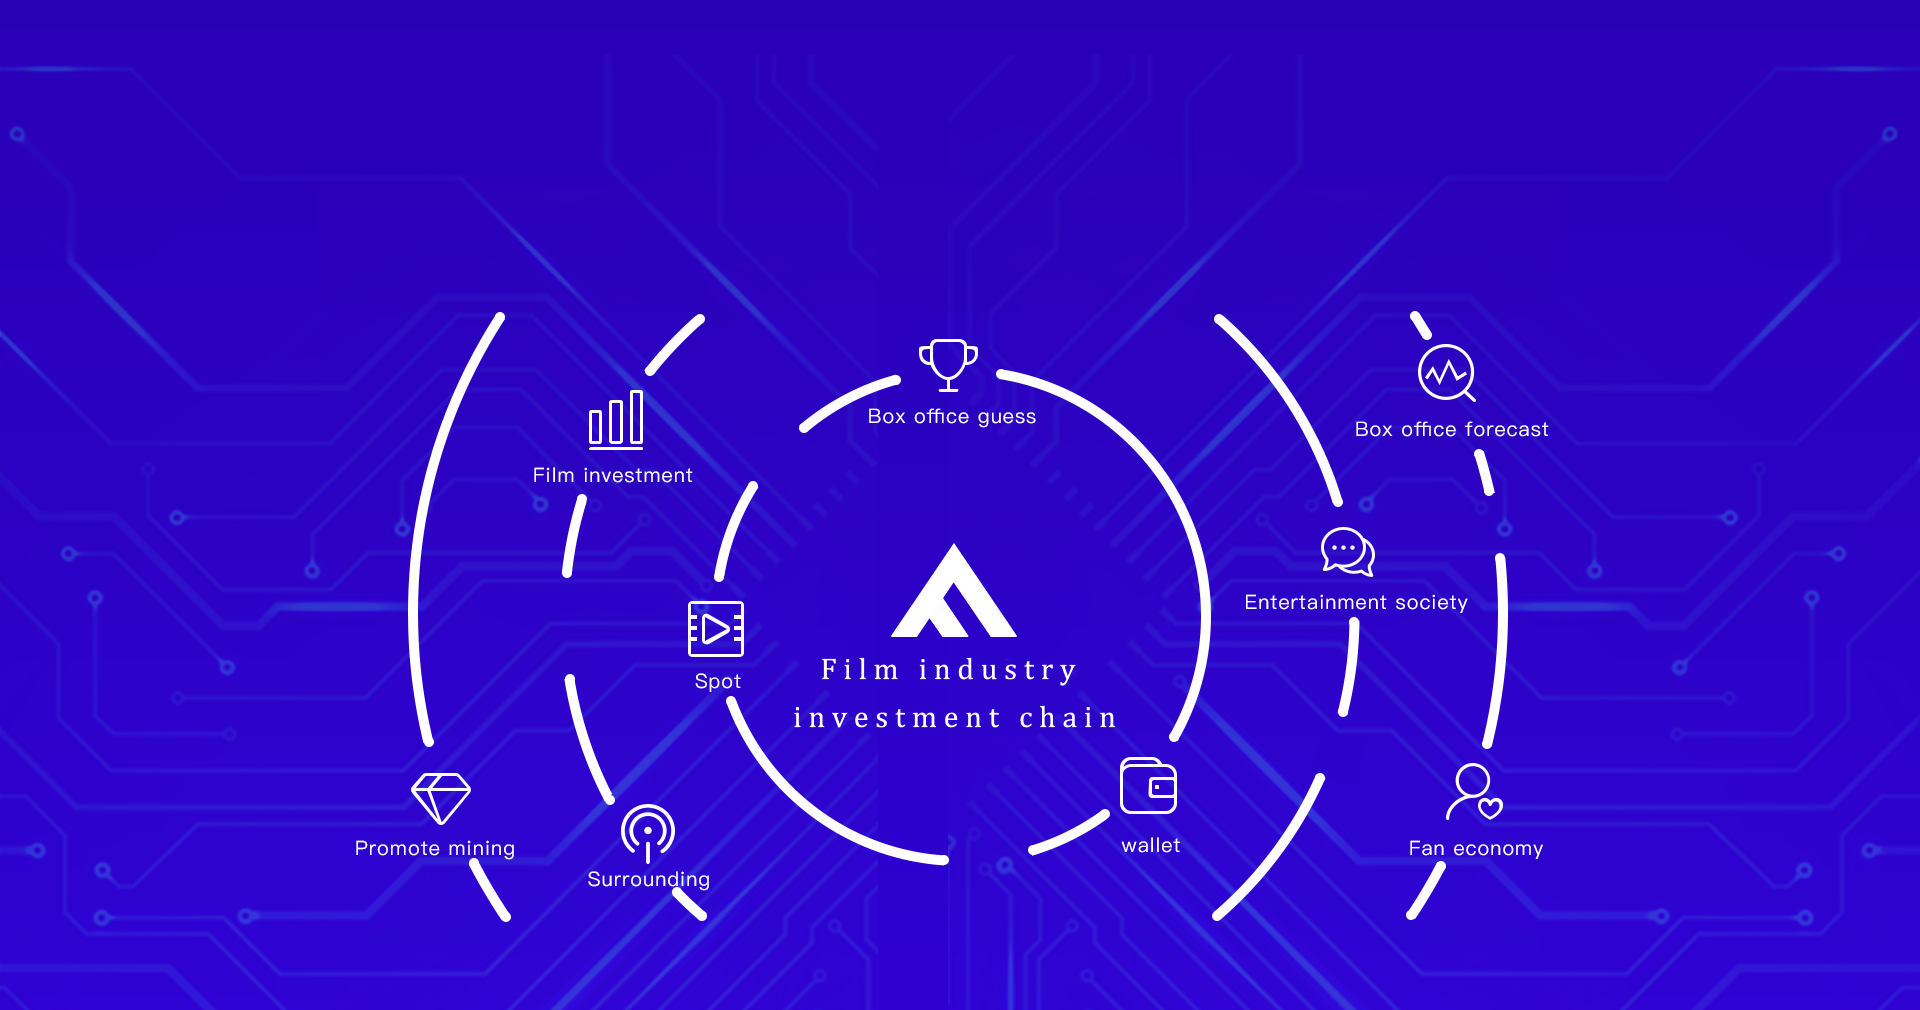 Box office guess
Box office forecast
Film investment
Entertainment society
Spot
Film industry
investment chain
Promote mining
Surrounding
wallet
Fan economy